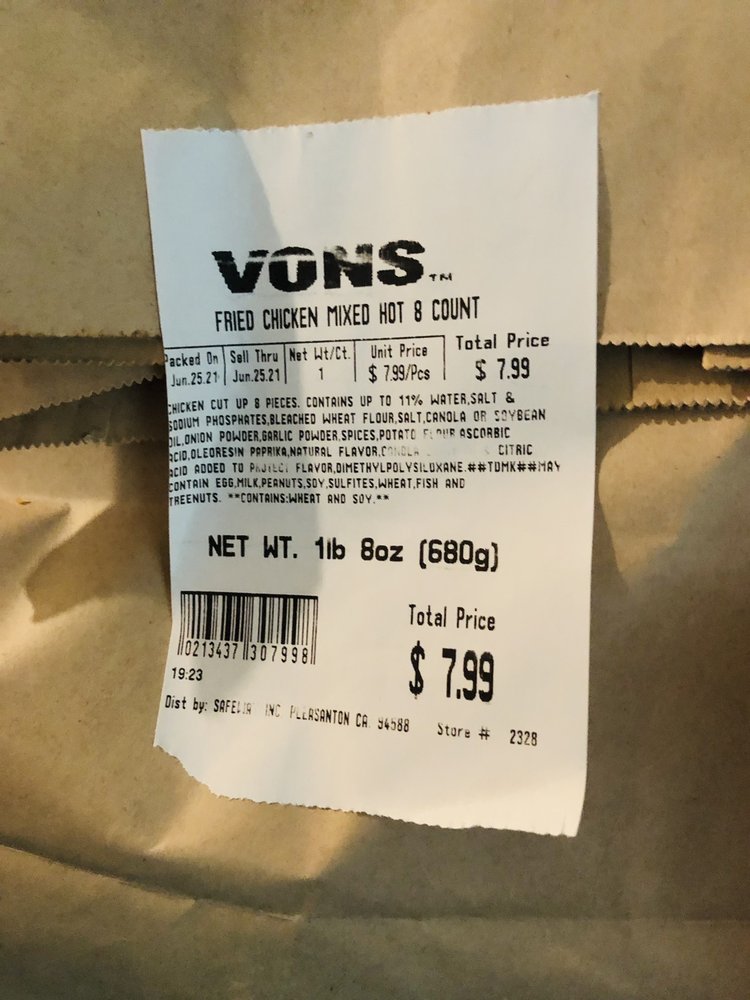 VONS™
FRIED CHICKEN MIXED HOT 8 COUNT
Packed On Sell Thru Net Wt/Ct. Unit Price Total Price
Jun.25.21 Jun.25.21 1 $ 7.99/Pcs $ 7.99
CHICKEN CUT UP 8 PIECES. CONTAINS UP TO 11% WATER,SALT &
SODIUM PHOSPHATES,BLEACHED WHEAT FLOUR,SALT,CANOLA OR SOYBEAN
OIL,ONION POWDER,GARLIC POWDER,SPICES,POTATO FLOUR ASCORBIC
ACID,OLEORESIN PAPRIKA,NATURAL FLAVOR,CANOLA CITRIC
ACID ADDED TO PROTECT FLAVOR,DIMETHYLPOLYSILOXANE.##TDMK##MAY
CONTAIN EGG,MILK,PEANUTS,SOY,SULFITES,WHEAT,FISH AND
TREENUTS. **CONTAINS:WHEAT AND SOY.**
NET WT. 1lb 8oz (680g)
Total Price
$ 7.99
0213437 307998
19:23
Dist by: SAFEWAY INC PLEASANTON CA 94588 Store # 2328